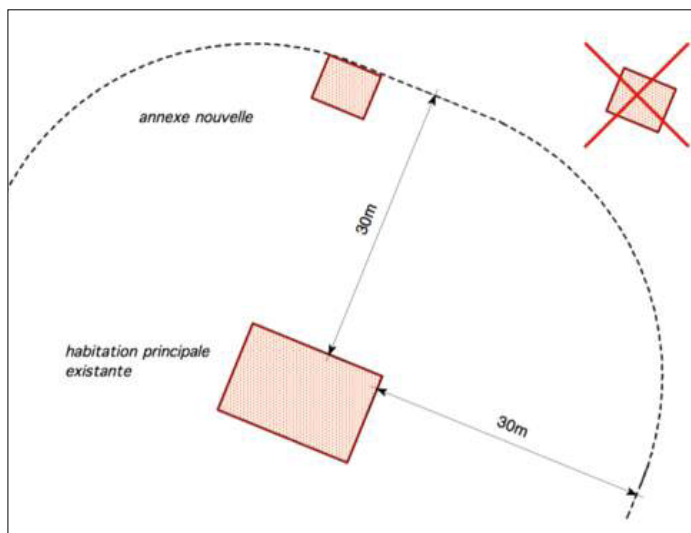 annexe nouvelle
30m
habitation principale
existante
30m